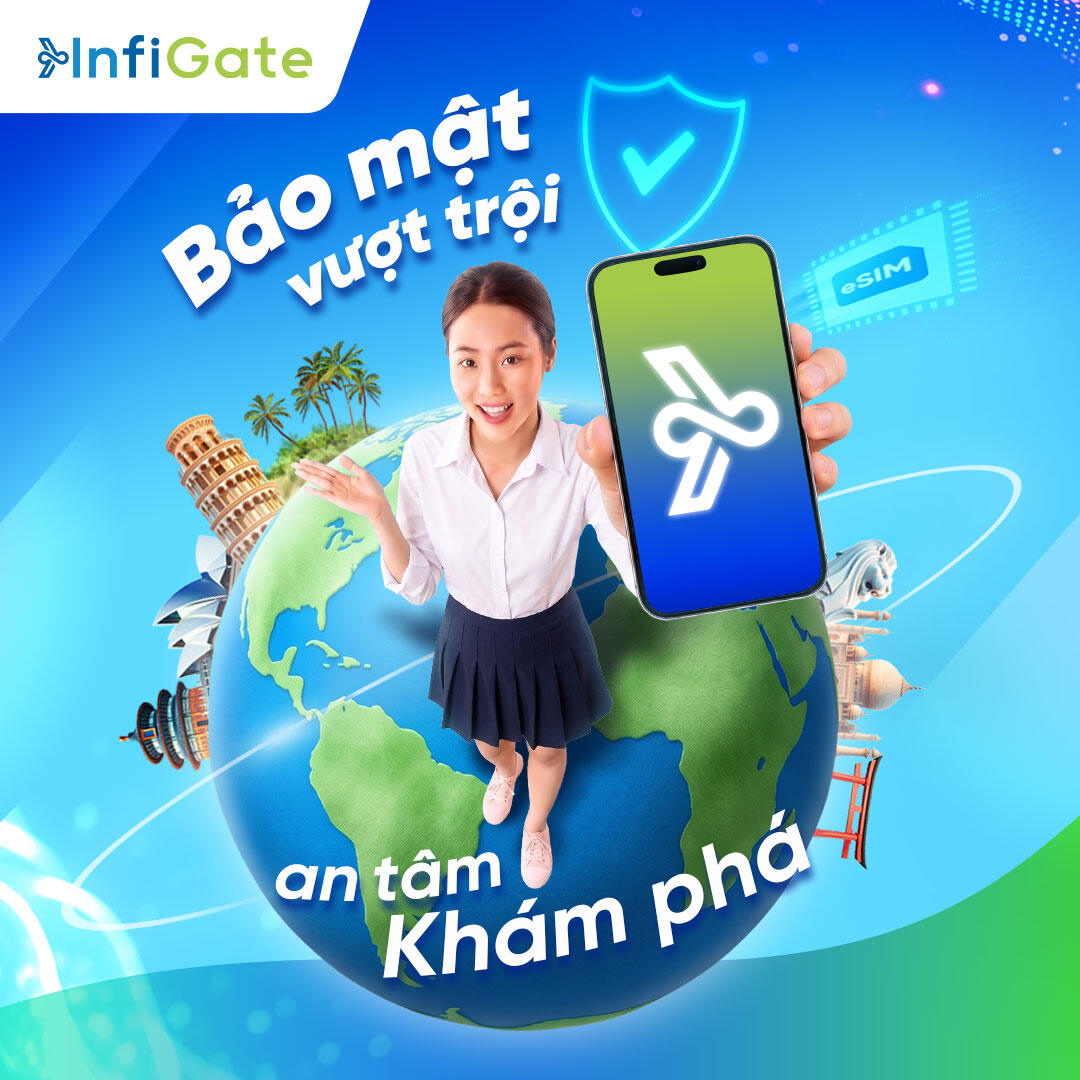 InfiGate
Bảo mật
vượt trội
eSIM
an tâm
Khám phá